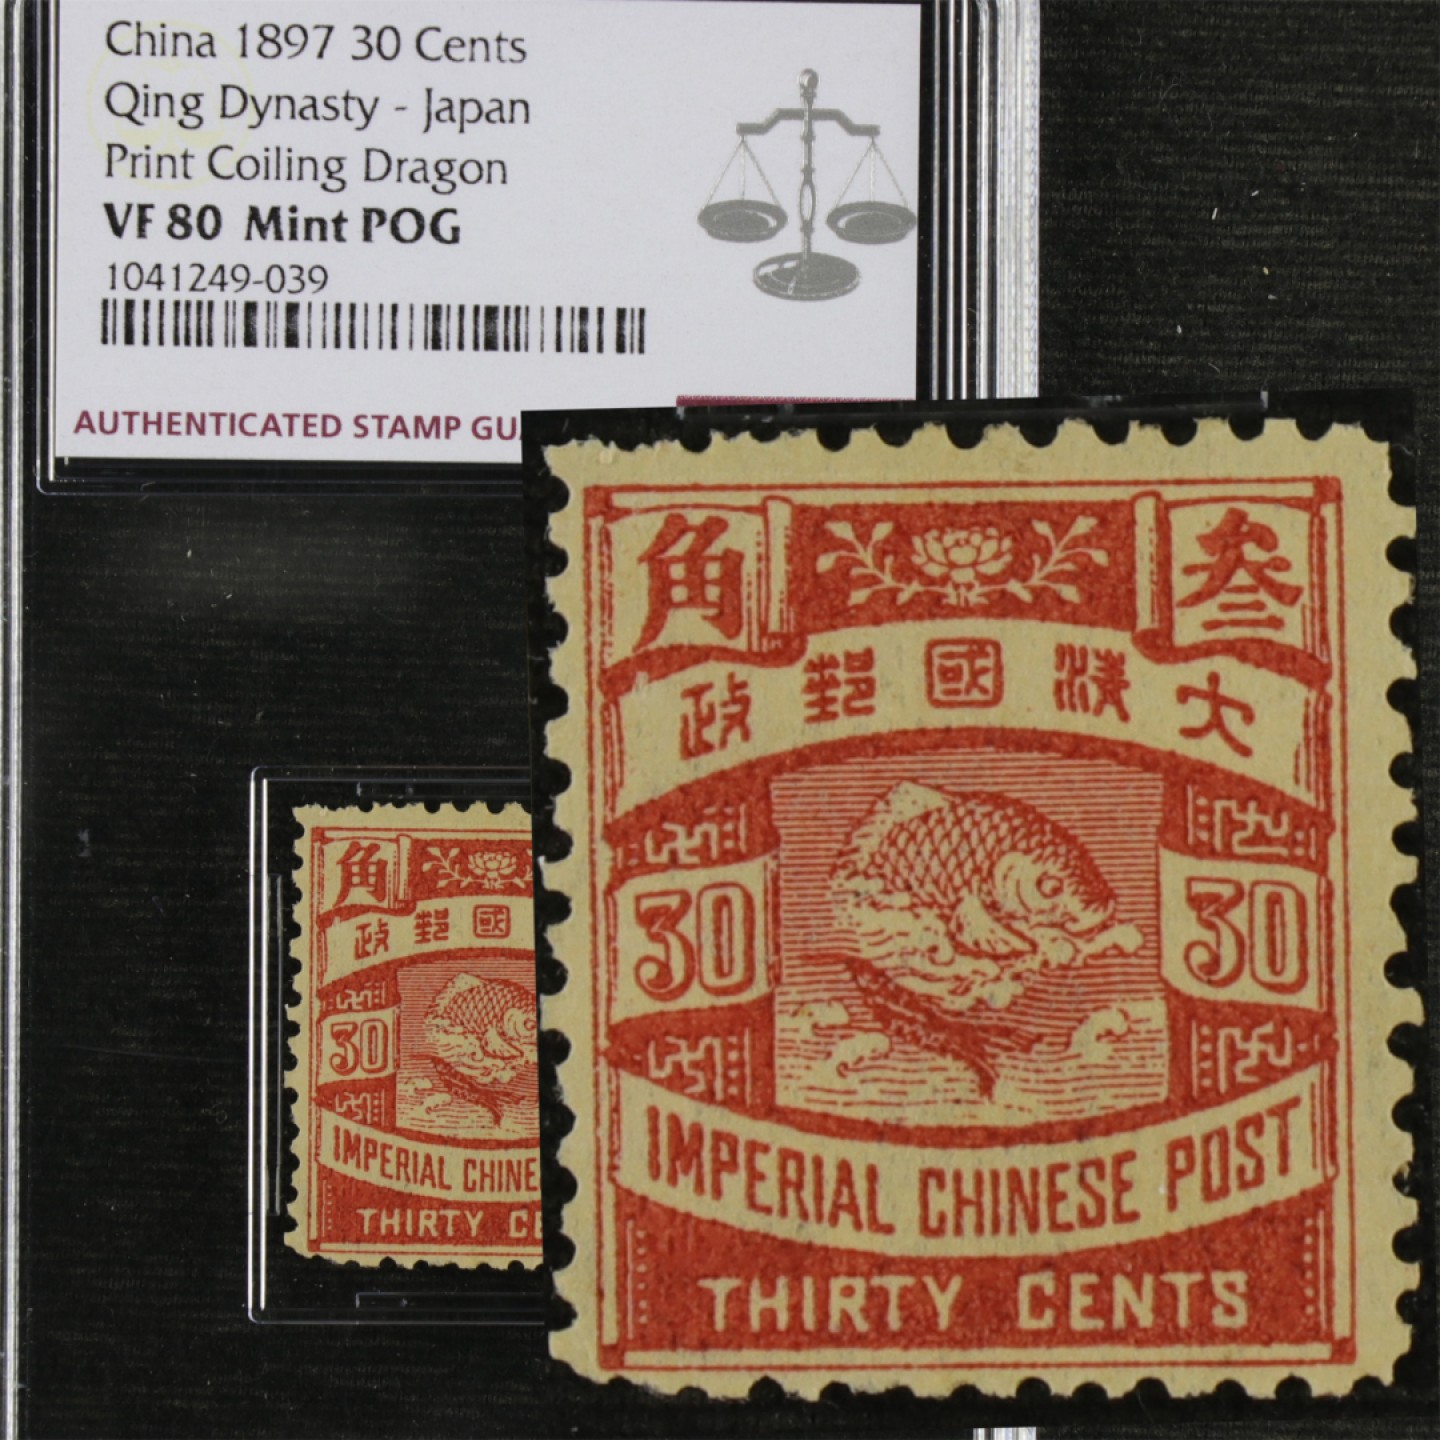 China 1897 30 Cents
Qing Dynasty - Japan
Print Coiling Dragon
VF 80 Mint POG
1041249-039
AUTHENTICATED STAMP GU
角 叁
政郵國清大
30 30
IMPERIAL CHINESE POST
THIRTY CENTS
角
政郵國
30
IMPERIAL CHINE
THIRTY CE